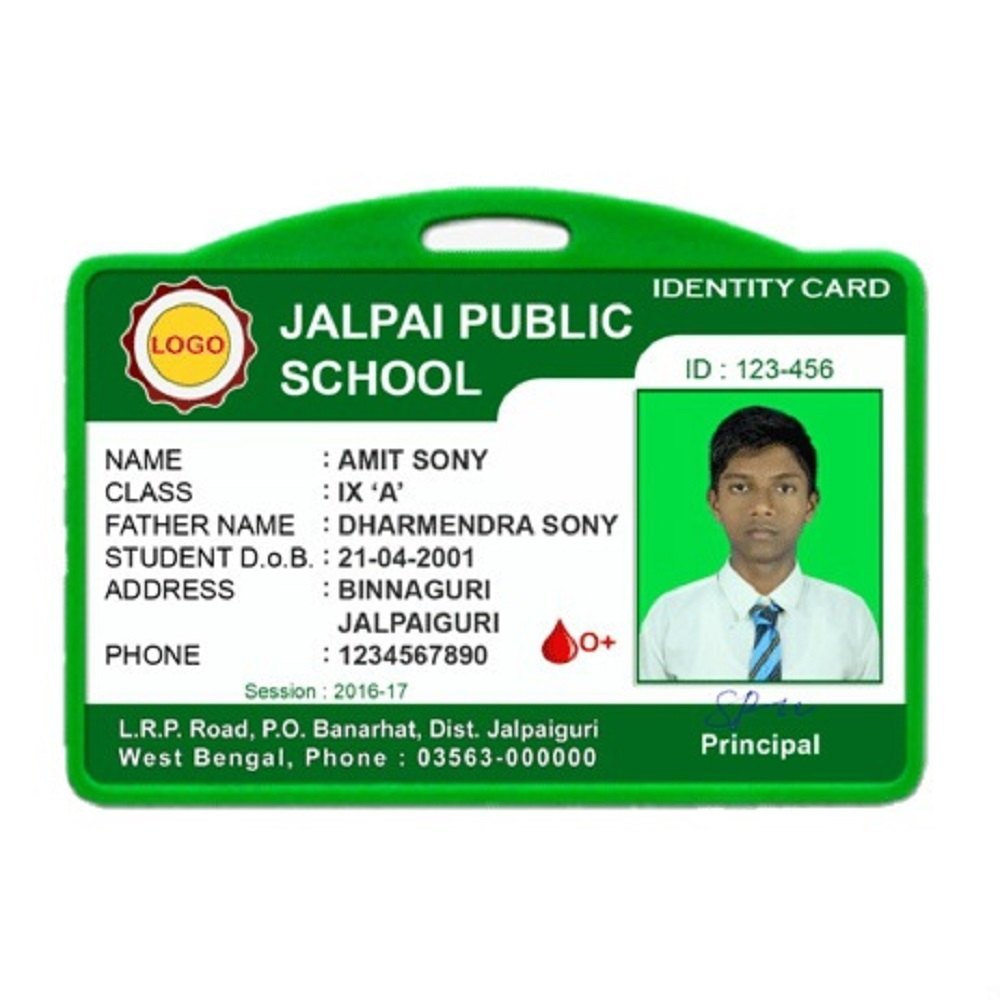 IDENTITY CARD
LOGO
JALPAI PUBLIC
SCHOOL
ID : 123-456
NAME : AMIT SONY
CLASS : IX ‘A’
FATHER NAME : DHARMENDRA SONY
STUDENT D.o.B. : 21-04-2001
ADDRESS : BINNAGURI
JALPAIGURI
PHONE : 1234567890
O+
Session : 2016-17
L.R.P. Road, P.O. Banarhat, Dist. Jalpaiguri
West Bengal, Phone : 03563-000000
Principal